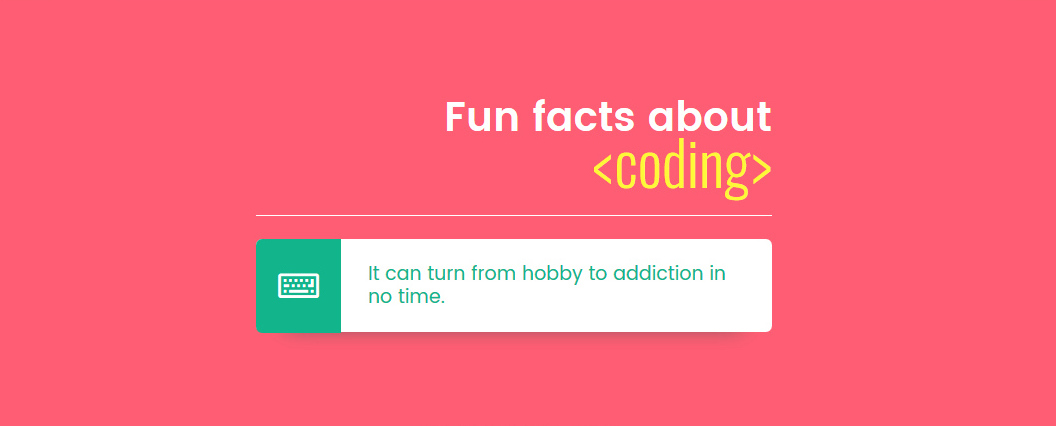 Fun facts about
<coding>
It can turn from hobby to addiction in
no time.